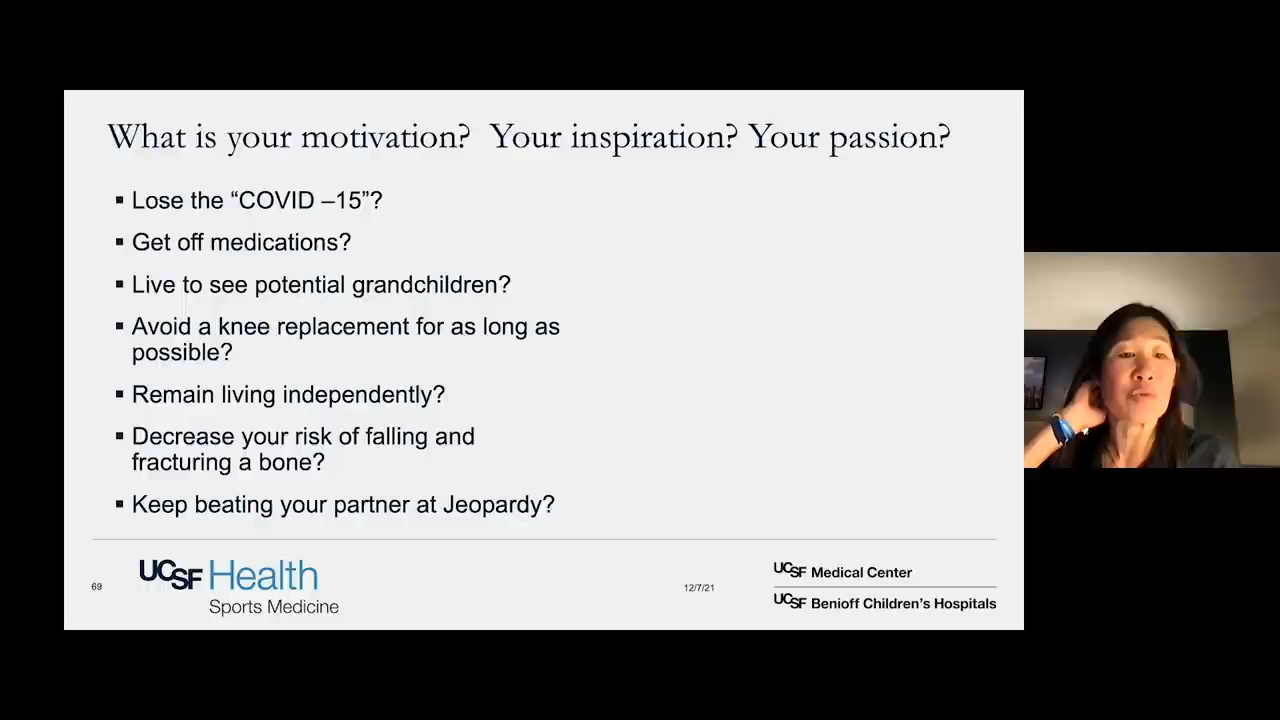 What is your motivation?  Your inspiration? Your passion?
▪ Lose the “COVID –15”?
▪ Get off medications?
▪ Live to see potential grandchildren?
▪ Avoid a knee replacement for as long as
possible?
▪ Remain living independently?
▪ Decrease your risk of falling and
fracturing a bone?
▪ Keep beating your partner at Jeopardy?
69
UCSF Health
Sports Medicine
12/7/21
UCSF Medical Center
UCSF Benioff Children’s Hospitals